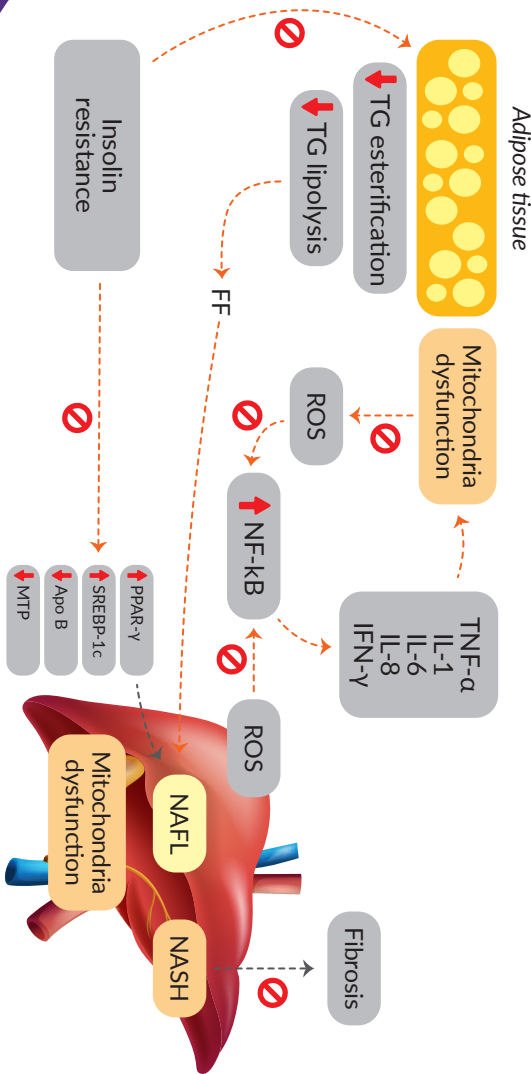 Adipose tissue
TG esterification
TG lipolysis
Insolin
resistance
FF
Mitochondria
dysfunction
ROS
NF-kB
TNF-α
IL-1
IL-6
IL-8
IFN-γ
PPAR-γ
SREBP-1c
Apo B
MTP
ROS
NAFL
Mitochondria
dysfunction
NASH
Fibrosis